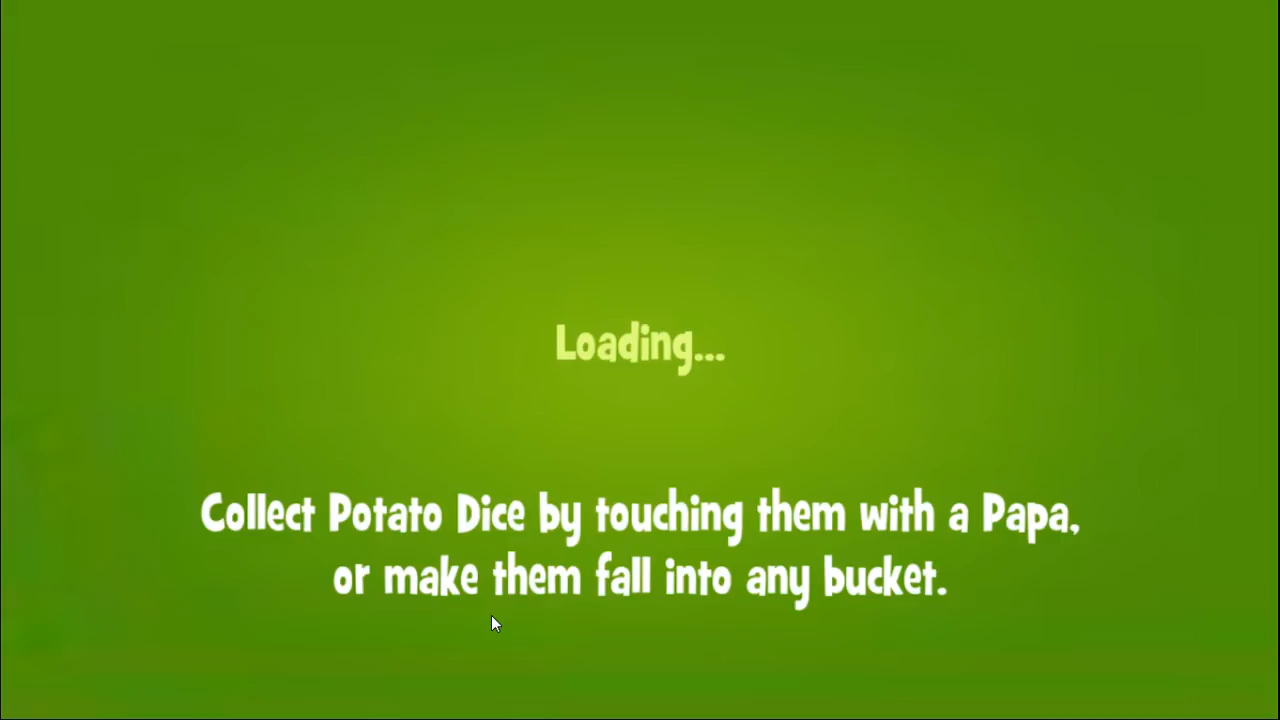 Loading...
Collect Potato Dice by touching them with a Papa,
or make them fall into any bucket.